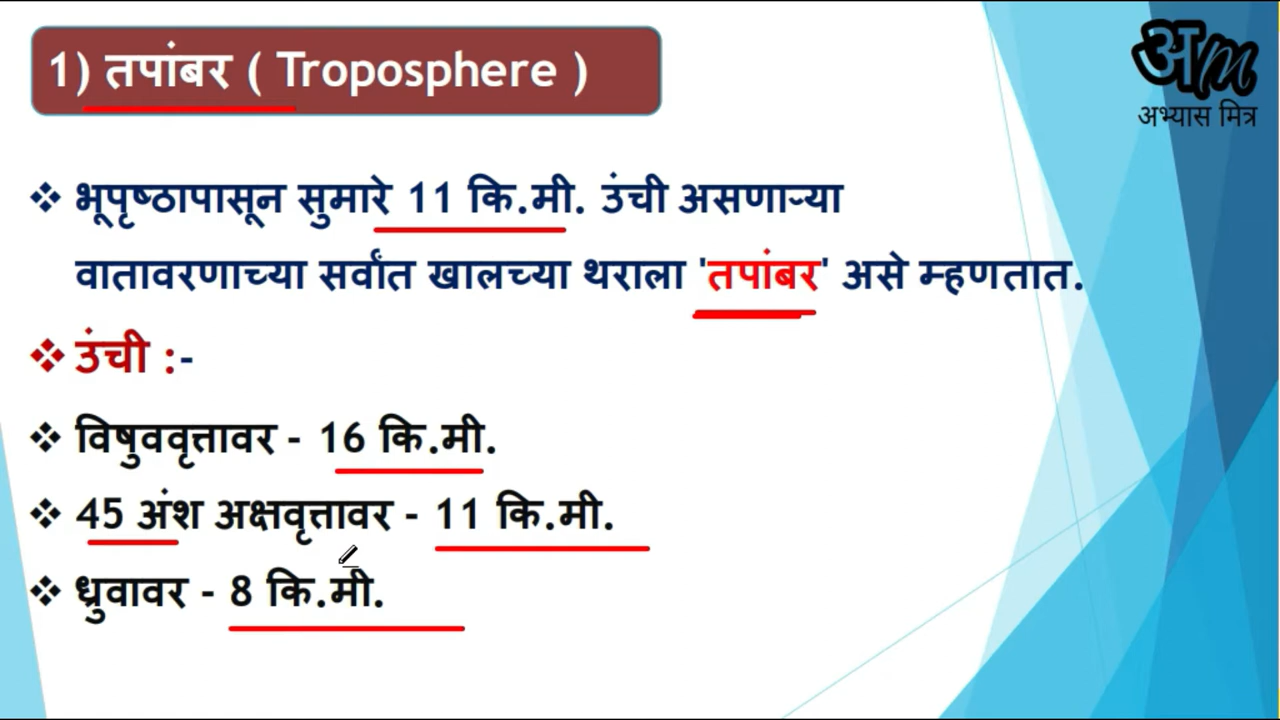 1) तपांबर ( Troposphere )
अm
अभ्यास मित्र
❖ भूपृष्ठापासून सुमारे 11 कि.मी. उंची असणाऱ्या
वातावरणाच्या सर्वांत खालच्या थराला 'तपांबर' असे म्हणतात.
❖ उंची :-
❖ विषुववृत्तावर - 16 कि.मी.
❖ 45 अंश अक्षवृत्तावर - 11 कि.मी.
❖ ध्रुवावर - 8 कि.मी.